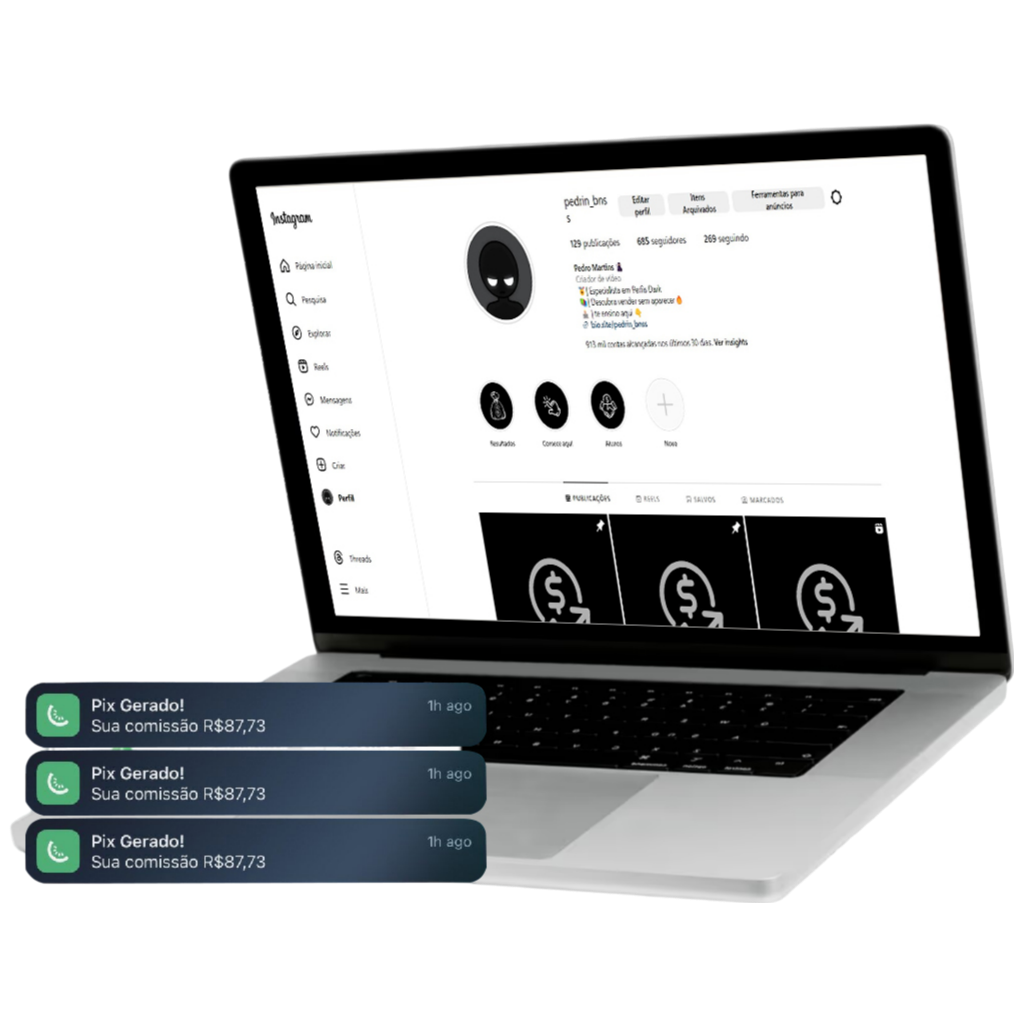 Instagram
Página inicial
Pesquisa
Explorar
Reels
Mensagens
Notificações
Criar
Perfil
Threads
Mais
pedrin_bns
s
Editar
perfil
Itens
Arquivados
Ferramentas para
anúncios
129 publicações
685 seguidores
269 seguindo
Pedro Martins
Criador de vídeo
| Especialista em Perfis Dark
| Descubra vender sem aparecer 🔥
| te ensino aqui 👇
bio.site/pedrin_bnss
913 mil contas alcançadas nos últimos 30 dias. Ver insights
Resultados
Comece aqui!
Alunos
Novo
PUBLICAÇÕES
REELS
SALVOS
MARCADOS
Pix Gerado!
1h ago
Sua comissão R$87,73
Pix Gerado!
1h ago
Sua comissão R$87,73
Pix Gerado!
1h ago
Sua comissão R$87,73